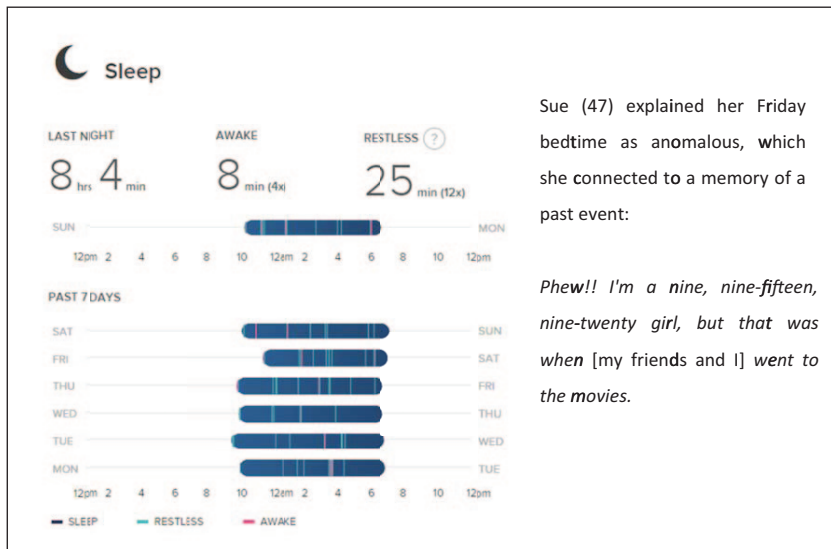 Sleep
LAST NIGHT
AWAKE
RESTLESS ?
8 hrs 4 min
8 min (4x)
25 min (12x)
SUN
MON
12pm 2 4 6 8 10 12am 2 4 6 8 10 12pm
PAST 7 DAYS
SAT SUN
FRI SAT
THU FRI
WED THU
TUE WED
MON TUE
12pm 2 4 6 8 10 12am 2 4 6 8 10 12pm
SLEEP RESTLESS AWAKE
Sue (47) explained her Friday
bedtime as anomalous, which
she connected to a memory of a
past event:
Phew!! I'm a nine, nine-fifteen,
nine-twenty girl, but that was
when [my friends and I] went to
the movies.